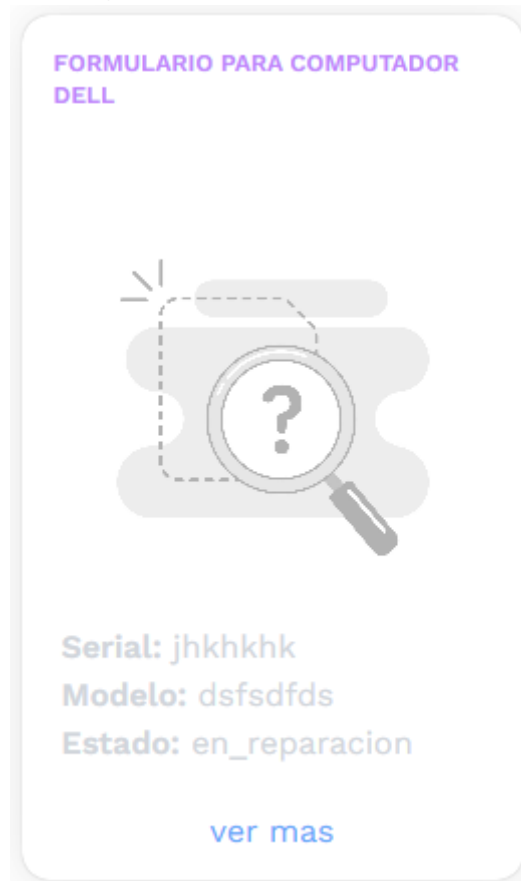 FORMULARIO PARA COMPUTADOR
DELL
?
Serial: jhkhkhk
Modelo: dsfsdfds
Estado: en_reparacion
ver mas